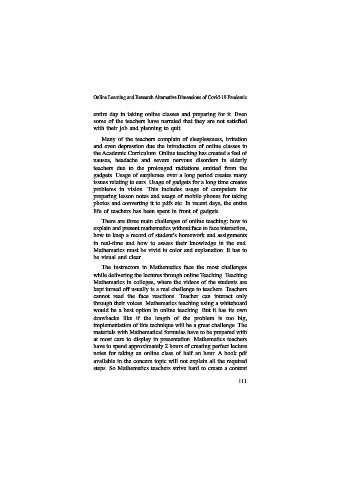 Online Learning and Research Alternative Dimensions of Covid-19 Pandemic
entire day in taking online classes and preparing for it. Even
some of the teachers have narrated that they are not satisfied
with their job and planning to quit.
Many of the teachers complain of sleeplessness, irritation
and even depression due the introduction of online classes in
the Academic Curriculum. Online teaching has created a feel of
nausea, headache and severe nervous disorders in elderly
teachers due to the prolonged radiations emitted from the
gadgets. Usage of earphones over a long period creates many
issues relating to ears. Usage of gadgets for a long time creates
problems in vision. This includes usage of computers for
preparing lesson notes and usage of mobile phones for taking
photos and converting it to pdfs etc. In recent days, the entire
life of teachers has been spent in front of gadgets.
There are three main challenges of online teaching: how to
explain and present mathematics without face to face interaction,
how to keep a record of student's homework and assignments
in real-time and how to assess their knowledge in the end.
Mathematics must be vivid in color and explanation. It has to
be visual and clear.
The instructors in Mathematics face the most challenges
while delivering the lectures through online Teaching. Teaching
Mathematics in colleges, where the videos of the students are
kept turned off usually is a real challenge to teachers. Teachers
cannot read the face reactions. Teacher can interact only
through their voices. Mathematics teaching using a whiteboard
would be a best option in online teaching. But it has its own
drawbacks like if the length of the problem is too big,
implementation of this technique will be a great challenge. The
materials with Mathematical formulas have to be prepared with
at most care to display in presentation. Mathematics teachers
have to spend approximately 2 hours of creating perfect lecture
notes for taking an online class of half an hour. A book pdf
available in the concern topic will not explain all the required
steps. So Mathematics teachers strive hard to create a content
111